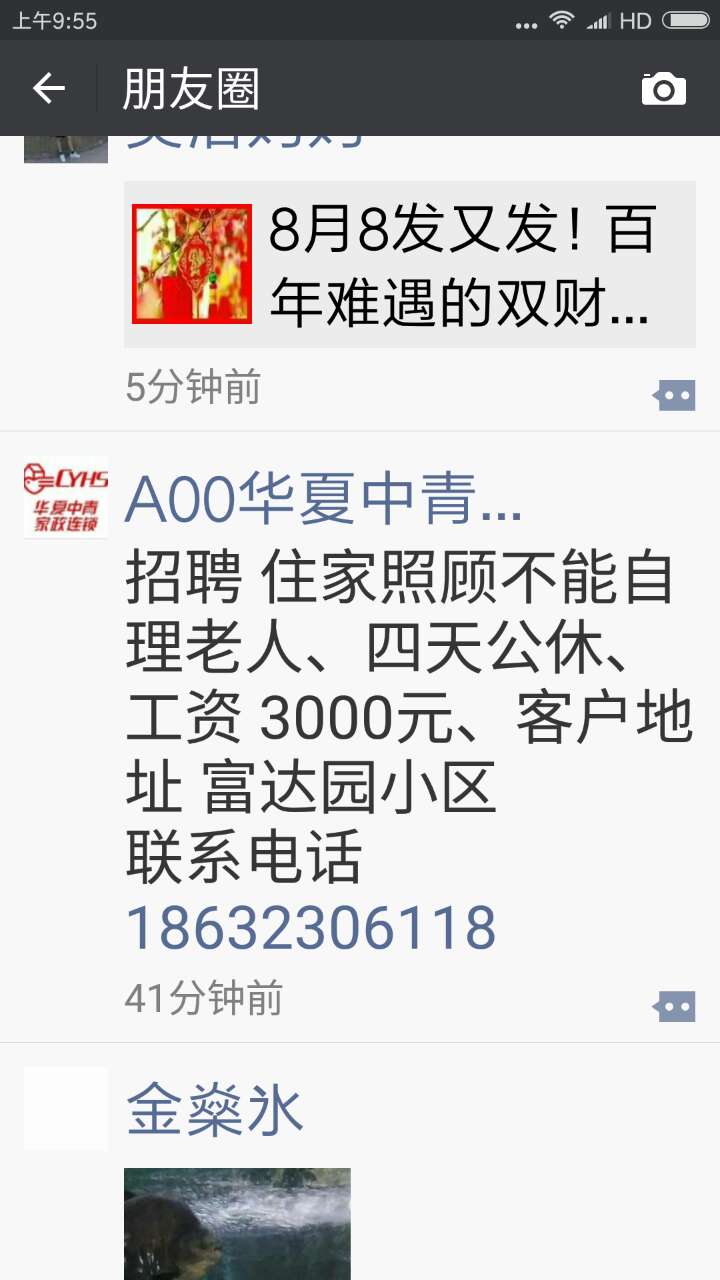 上午9:55
HD
朋友圈
8月8发又发！百
年难遇的双财...
5分钟前
CYHS
华夏中青
家政连锁
A00华夏中青...
招聘 住家照顾不能自
理老人、四天公休、
工资 3000元、客户地
址 富达园小区
联系电话
18632306118
41分钟前
金燊氷